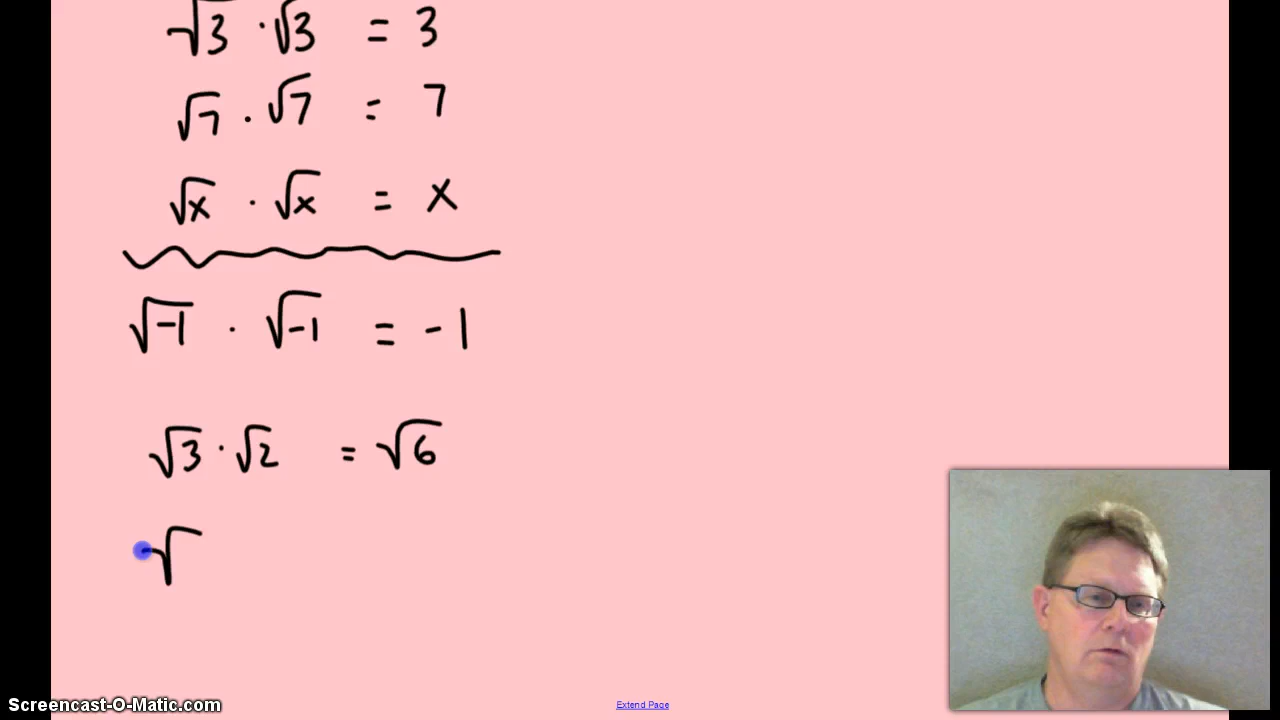 √3 · √3 = 3
√7 · √7 = 7
√x · √x = x
√-1 · √-1 = -1
√3 · √2 = √6
√
Screencast-O-Matic.com
Extend Page